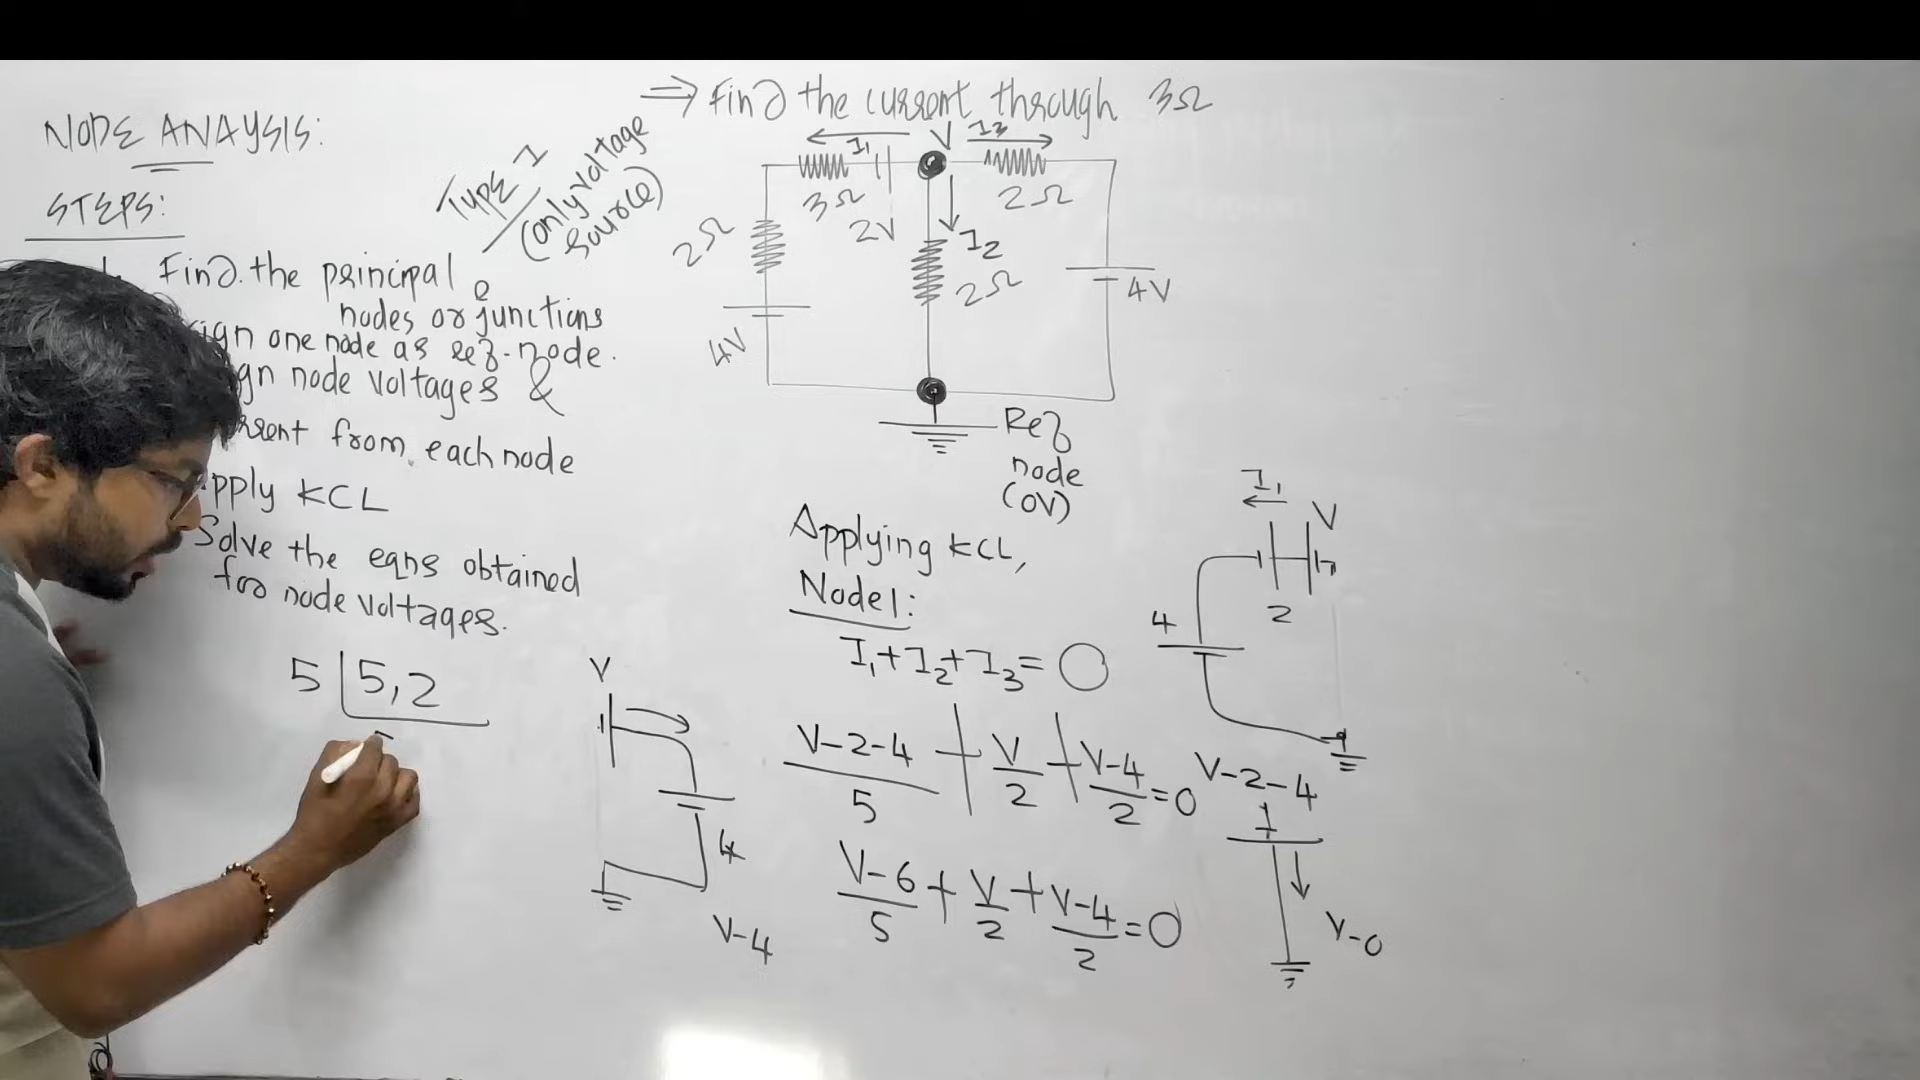 ⇒ Find the current through 3Ω
NODE ANAYSIS:
STEPS:
TYPE I
(only voltage
source)
Find the principal
nodes or junctions
ign one node as ref. node.
gn node voltages &
rrent from each node
pply KCL
Solve the eqns obtained
for node voltages.
5 | 5, 2
I₁
V
I₃
3Ω
2V
2Ω
2Ω
I₂
2Ω
4V
4V
Ref
node
(0V)
Applying KCL,
Node1:
I₁+I₂+I₃=0
V-2-4/5 + V/2 + V-4/2 =0
V-6/5 + V/2 + V-4/2 =0
V
4
V-4
I₁
V
2
4
V-2-4
V-0